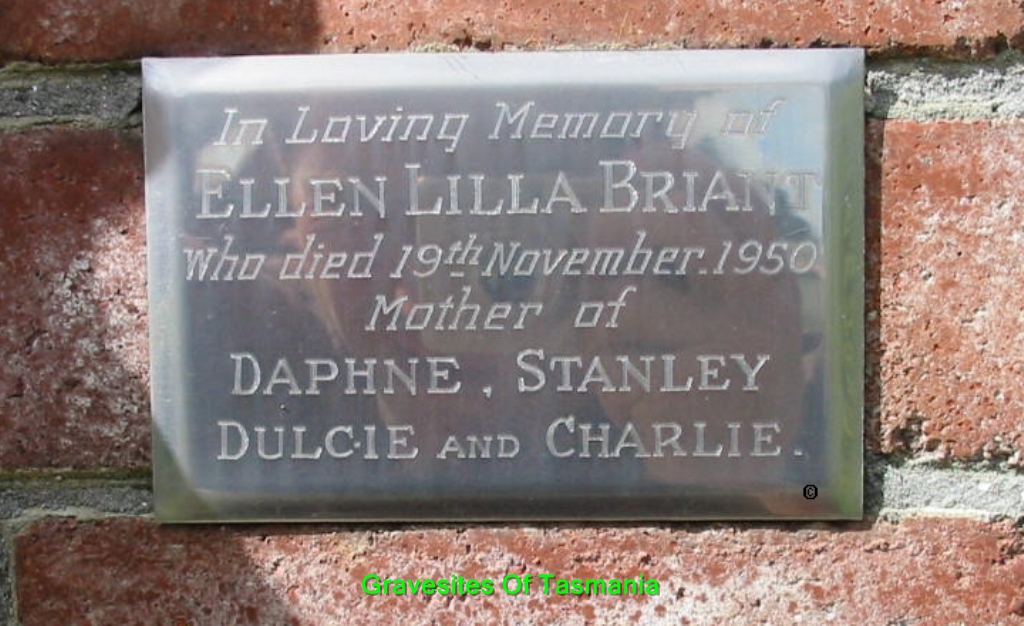 In Loving Memory of
ELLEN LILLA BRIANT
Who died 19th November.1950
Mother of
DAPHNE, STANLEY
DULCIE AND CHARLIE.
©
Gravesites Of Tasmania